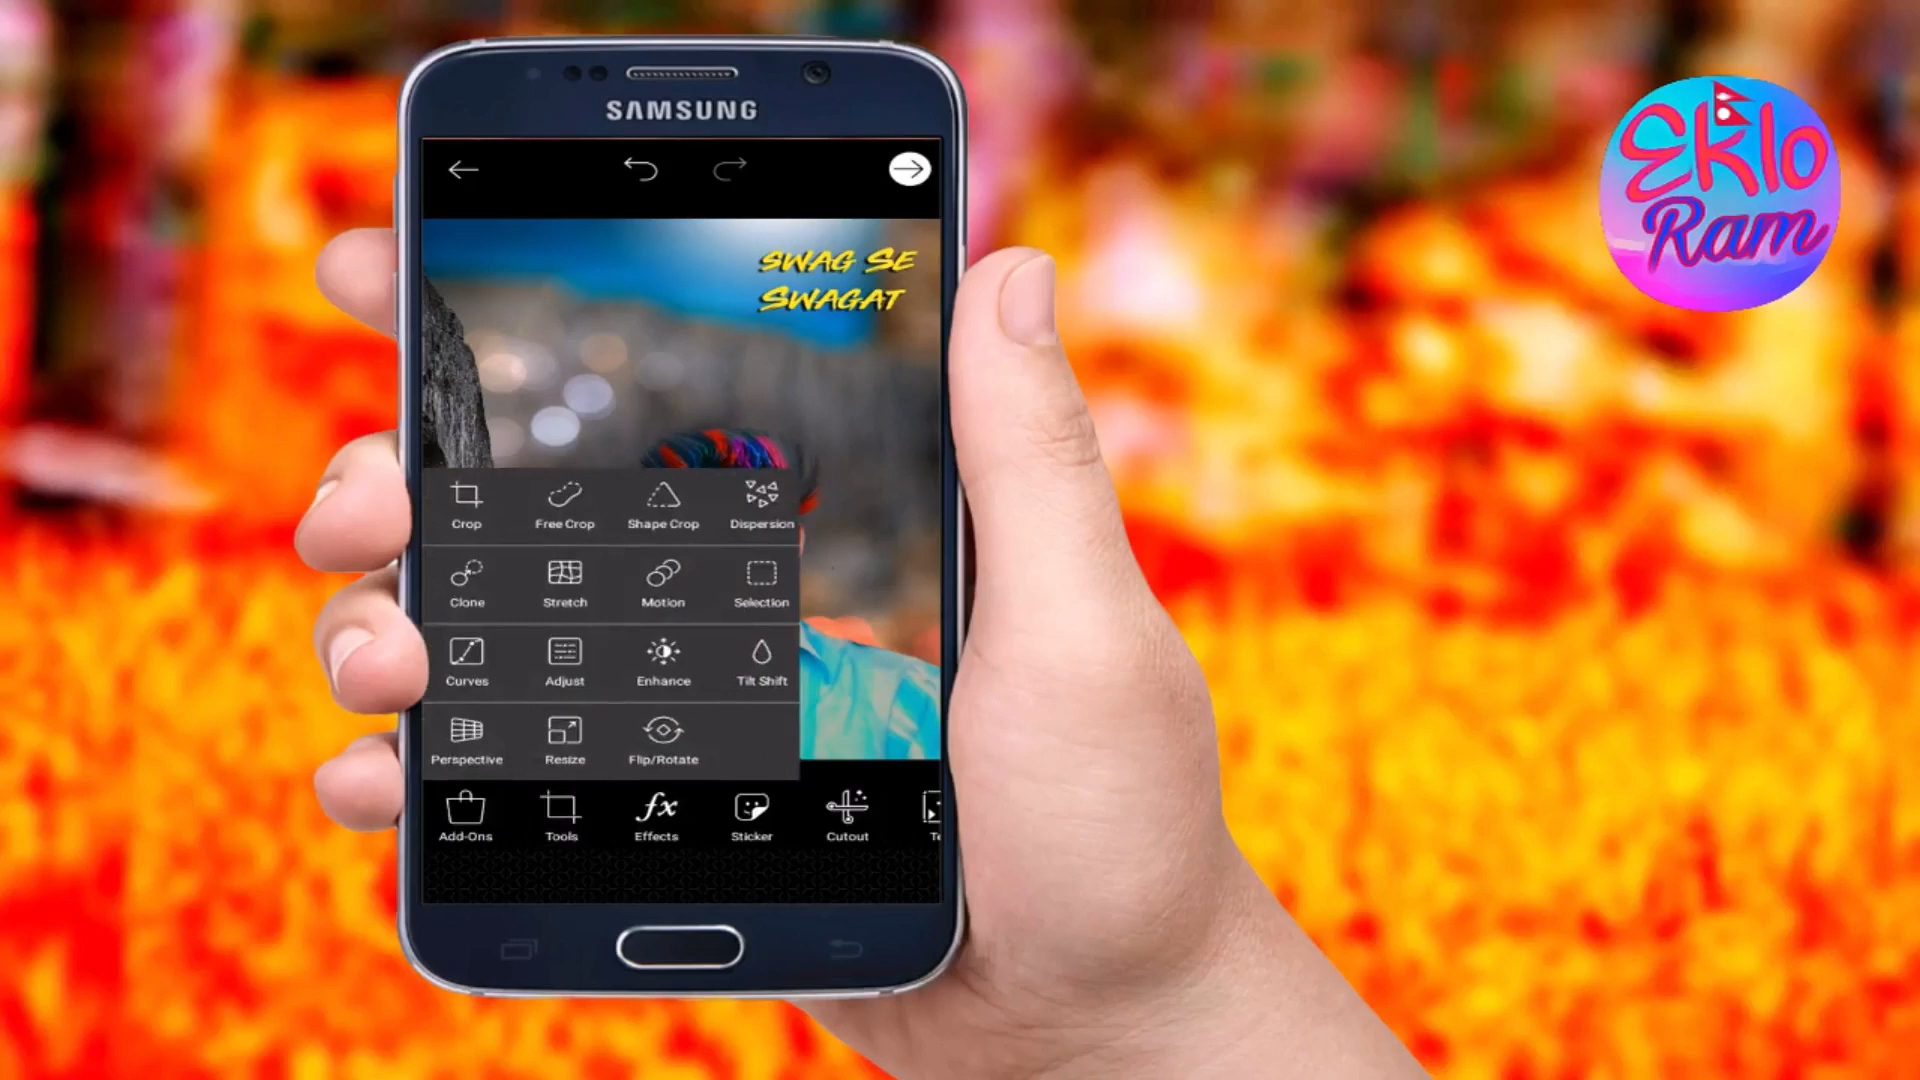 SAMSUNG
Eklo
Ram
SWAG SE
SWAGAT
Crop
Free Crop
Shape Crop
Dispersion
Clone
Stretch
Motion
Selection
Curves
Adjust
Enhance
Tilt Shift
Perspective
Resize
Flip/Rotate
Add-Ons
Tools
Effects
Sticker
Cutout
Te